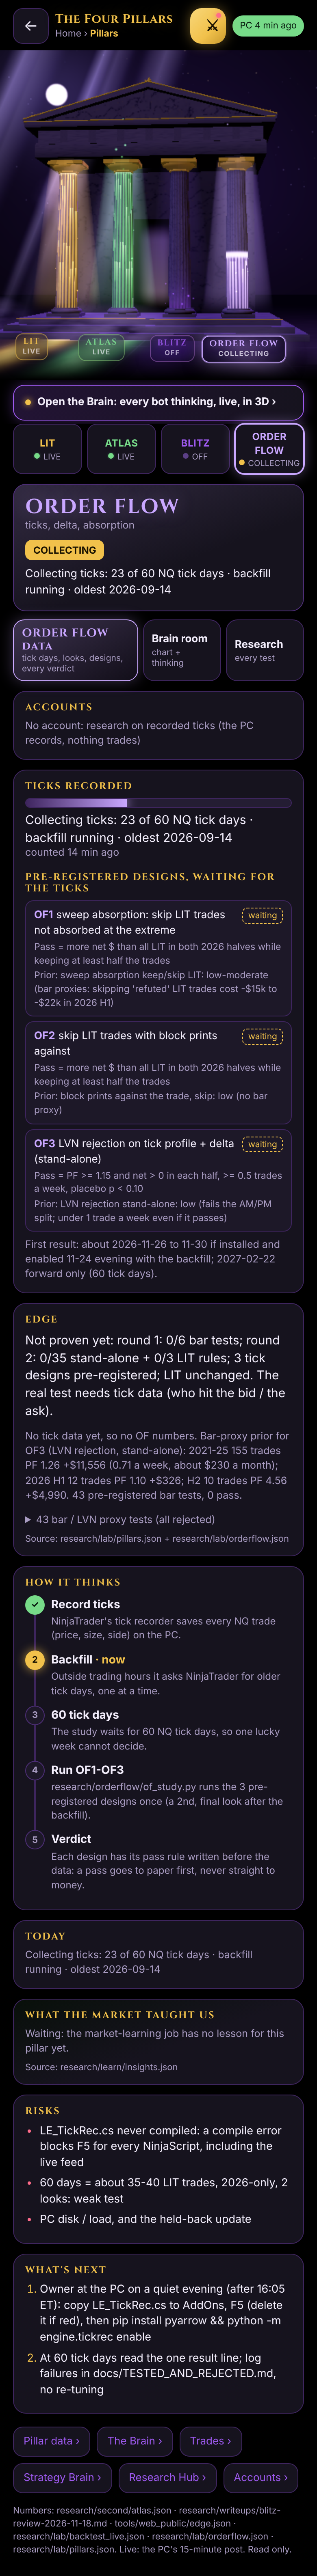 THE FOUR PILLARS
Home › Pillars
PC 4 min ago
LIT
LIVE
ATLAS
LIVE
BLITZ
OFF
ORDER FLOW
COLLECTING
Open the Brain: every bot thinking, live, in 3D ›
LIT
LIVE
ATLAS
LIVE
BLITZ
OFF
ORDER
FLOW
COLLECTING
ORDER FLOW
ticks, delta, absorption
COLLECTING
Collecting ticks: 23 of 60 NQ tick days · backfill
running · oldest 2026-09-14
ORDER FLOW
DATA
tick days, looks, designs,
every verdict
Brain room
chart +
thinking
Research
every test
ACCOUNTS
No account: research on recorded ticks (the PC
records, nothing trades)
TICKS RECORDED
Collecting ticks: 23 of 60 NQ tick days ·
backfill running · oldest 2026-09-14
counted 14 min ago
PRE-REGISTERED DESIGNS, WAITING FOR
THE TICKS
OF1 sweep absorption: skip LIT trades
not absorbed at the extreme
waiting
Pass = more net $ than all LIT in both 2026 halves while
keeping at least half the trades
Prior: sweep absorption keep/skip LIT: low-moderate
(bar proxies: skipping 'refuted' LIT trades cost -$15k to
-$22k in 2026 H1)
OF2 skip LIT trades with block prints
against
waiting
Pass = more net $ than all LIT in both 2026 halves while
keeping at least half the trades
Prior: block prints against the trade, skip: low (no bar
proxy)
OF3 LVN rejection on tick profile + delta
(stand-alone)
waiting
Pass = PF >= 1.15 and net > 0 in each half, >= 0.5 trades
a week, placebo p < 0.10
Prior: LVN rejection stand-alone: low (fails the AM/PM
split; under 1 trade a week even if it passes)
First result: about 2026-11-26 to 11-30 if installed and
enabled 11-24 evening with the backfill; 2027-02-22
forward only (60 tick days).
EDGE
Not proven yet: round 1: 0/6 bar tests; round
2: 0/35 stand-alone + 0/3 LIT rules; 3 tick
designs pre-registered; LIT unchanged. The
real test needs tick data (who hit the bid / the
ask).
No tick data yet, so no OF numbers. Bar-proxy prior for
OF3 (LVN rejection, stand-alone): 2021-25 155 trades
PF 1.26 +$11,556 (0.71 a week, about $230 a month);
2026 H1 12 trades PF 1.10 +$326; H2 10 trades PF 4.56
+$4,990. 43 pre-registered bar tests, 0 pass.
▶ 43 bar / LVN proxy tests (all rejected)
Source: research/lab/pillars.json + research/lab/orderflow.json
HOW IT THINKS
✓ Record ticks
NinjaTrader's tick recorder saves every NQ trade
(price, size, side) on the PC.
2 Backfill · now
Outside trading hours it asks NinjaTrader for older
tick days, one at a time.
3 60 tick days
The study waits for 60 NQ tick days, so one lucky
week cannot decide.
4 Run OF1-OF3
research/orderflow/of_study.py runs the 3 pre-
registered designs once (a 2nd, final look after the
backfill).
5 Verdict
Each design has its pass rule written before the
data: a pass goes to paper first, never straight to
money.
TODAY
Collecting ticks: 23 of 60 NQ tick days · backfill
running · oldest 2026-09-14
WHAT THE MARKET TAUGHT US
Waiting: the market-learning job has no lesson for this
pillar yet.
Source: research/learn/insights.json
RISKS
• LE_TickRec.cs never compiled: a compile error
blocks F5 for every NinjaScript, including the
live feed
• 60 days = about 35-40 LIT trades, 2026-only, 2
looks: weak test
• PC disk / load, and the held-back update
WHAT'S NEXT
1. Owner at the PC on a quiet evening (after 16:05
ET): copy LE_TickRec.cs to AddOns, F5 (delete
it if red), then pip install pyarrow && python -m
engine.tickrec enable
2. At 60 tick days read the one result line; log
failures in docs/TESTED_AND_REJECTED.md,
no re-tuning
Pillar data ›
The Brain ›
Trades ›
Strategy Brain ›
Research Hub ›
Accounts ›
Numbers: research/second/atlas.json · research/writeups/blitz-
review-2026-11-18.md · tools/web_public/edge.json ·
research/lab/backtest_live.json · research/lab/orderflow.json ·
research/lab/pillars.json. Live: the PC's 15-minute post. Read only.